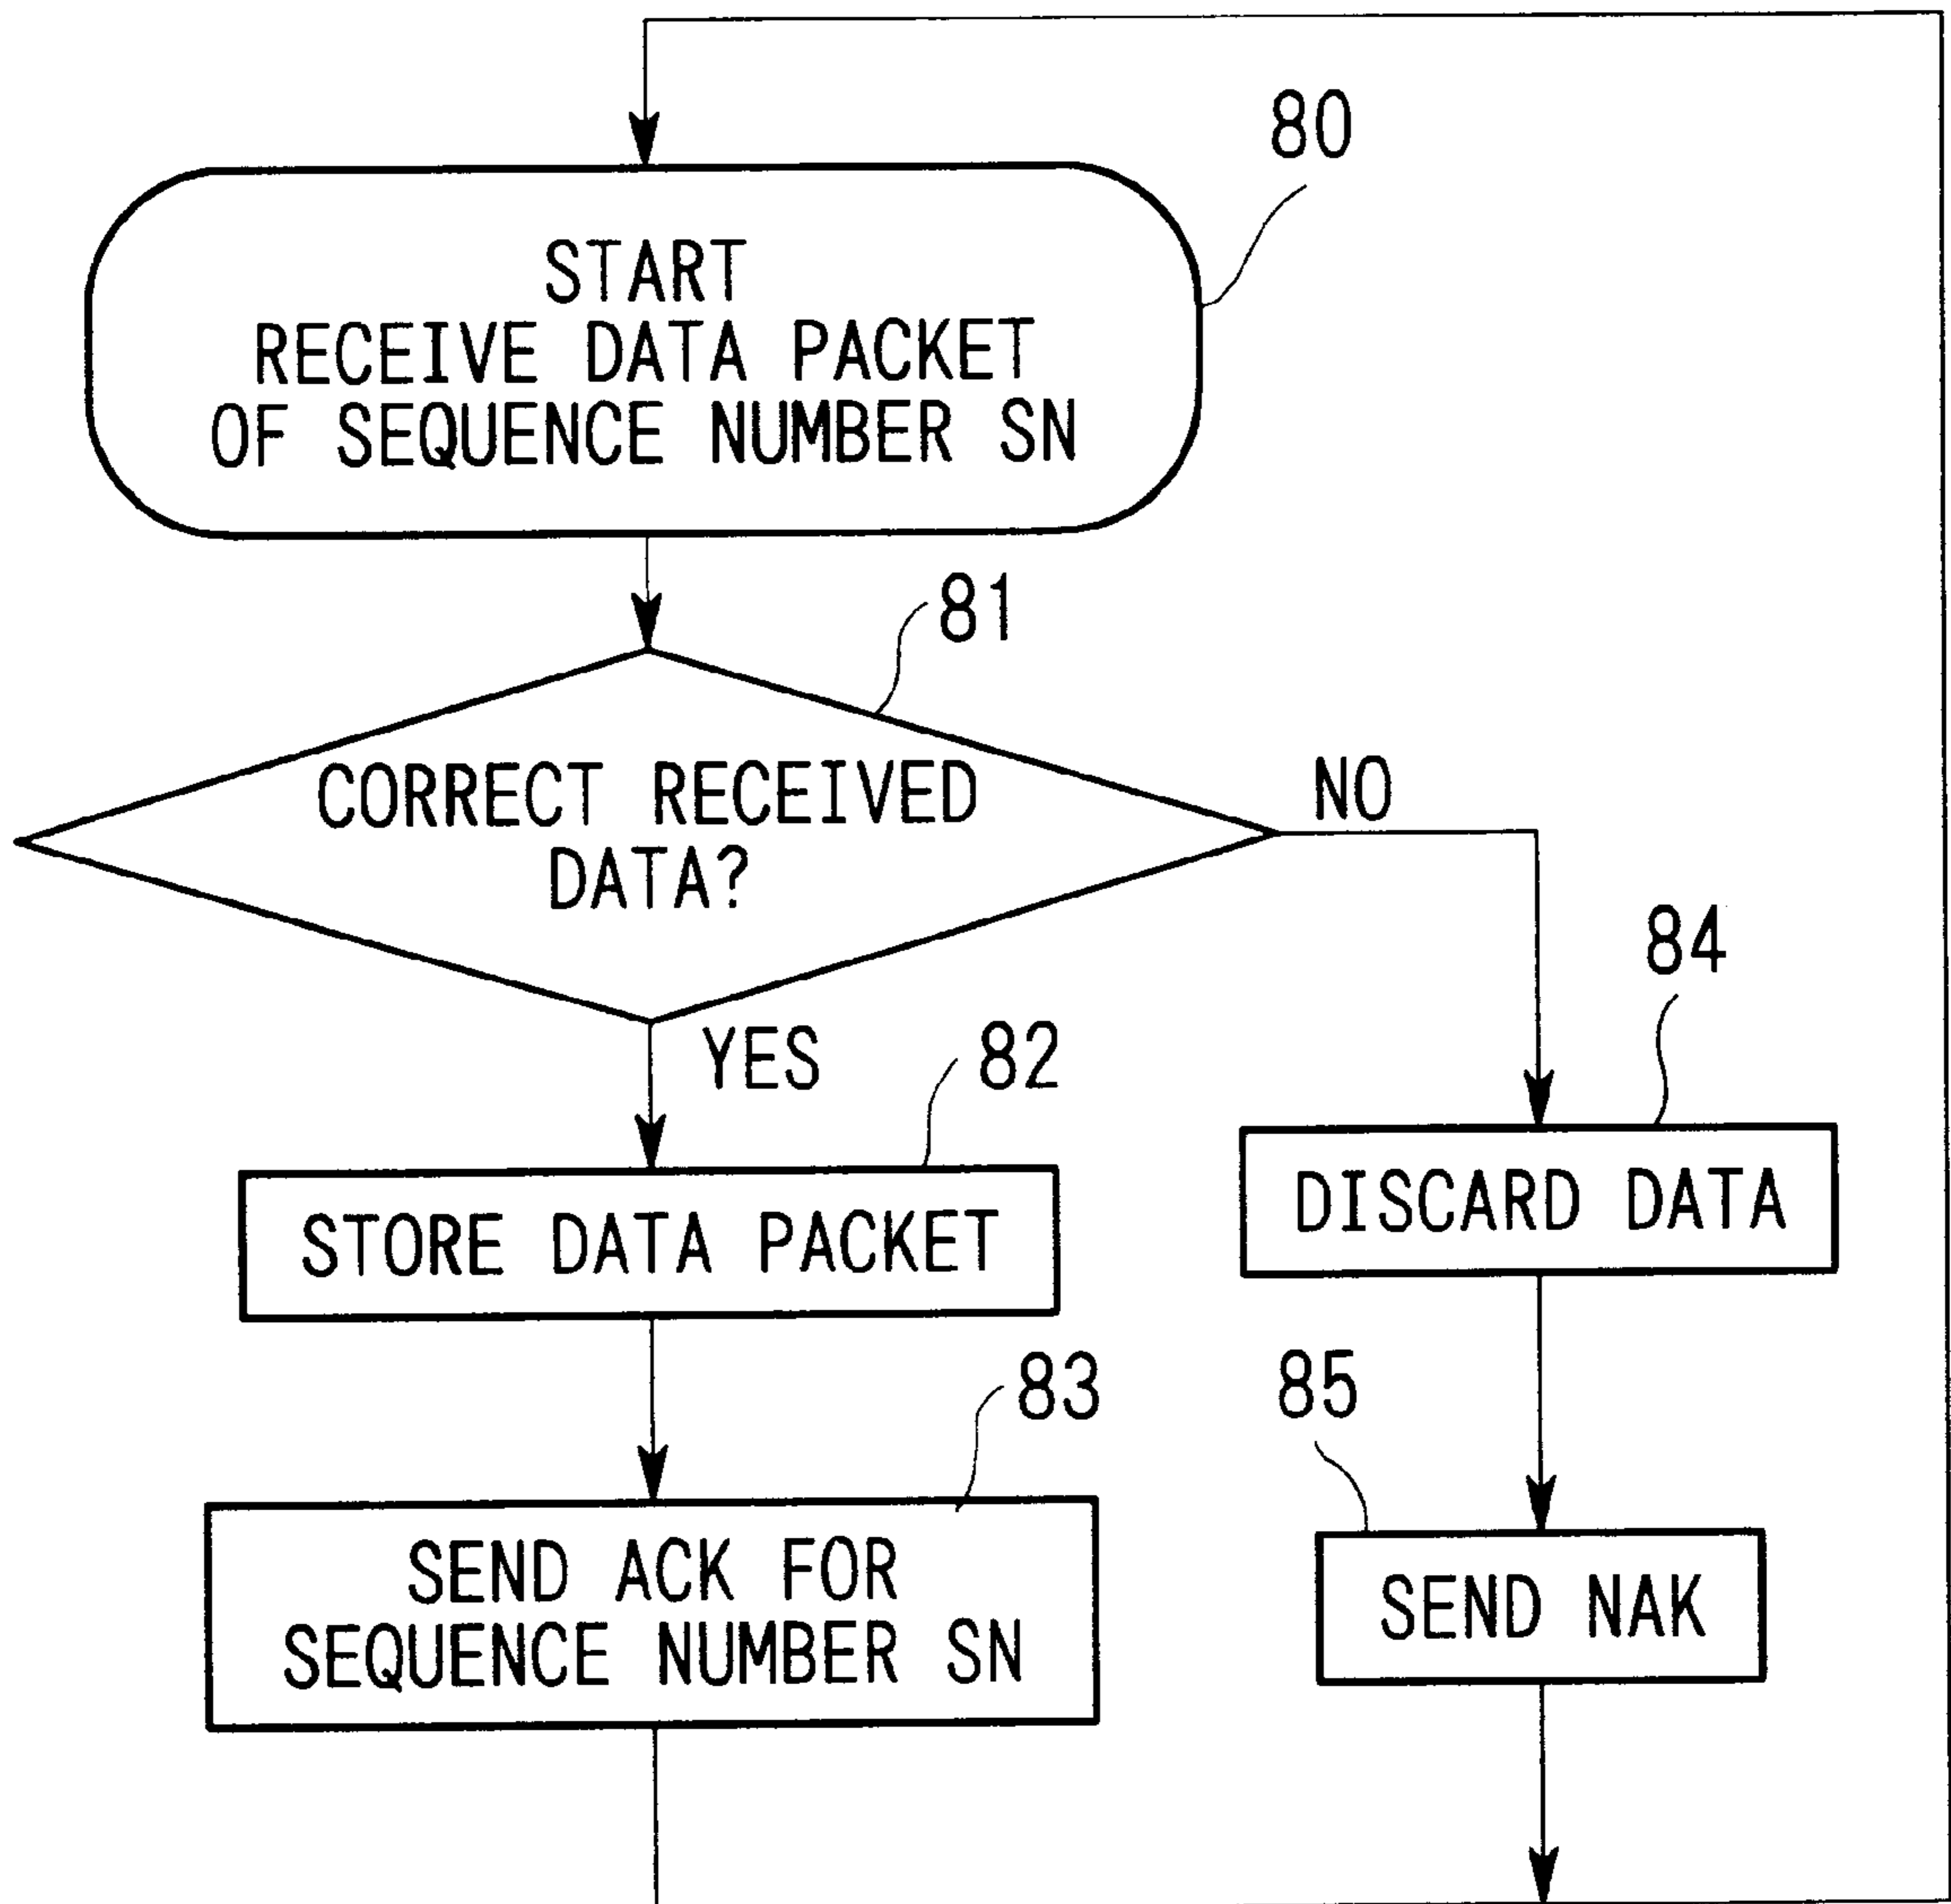 80
START
RECEIVE DATA PACKET
OF SEQUENCE NUMBER SN
81
CORRECT RECEIVED
DATA?
NO
YES
82
84
STORE DATA PACKET
DISCARD DATA
83
85
SEND ACK FOR
SEQUENCE NUMBER SN
SEND NAK